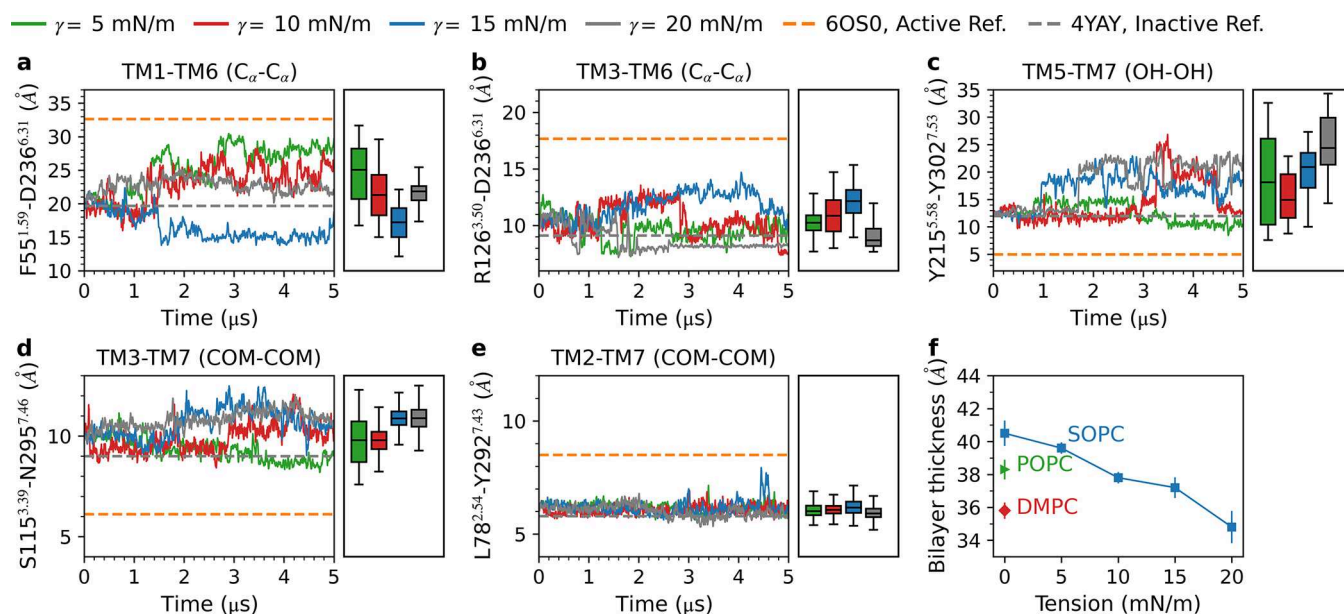 γ = 5 mN/m γ = 10 mN/m γ = 15 mN/m γ = 20 mN/m 6OS0, Active Ref. 4YAY, Inactive Ref.
a
TM1-TM6 (Cα-Cα)
F55^1.59-D236^6.31 (Å)
35
30
25
20
15
10
0 1 2 3 4 5
Time (μs)
b
TM3-TM6 (Cα-Cα)
R126^3.50-D236^6.31 (Å)
20
15
10
0 1 2 3 4 5
Time (μs)
c
TM5-TM7 (OH-OH)
Y215^5.58-Y302^7.53 (Å)
35
30
25
20
15
10
5
0 1 2 3 4 5
Time (μs)
d
TM3-TM7 (COM-COM)
S115^3.39-N295^7.46 (Å)
10
5
0 1 2 3 4 5
Time (μs)
e
TM2-TM7 (COM-COM)
L78^2.54-Y292^7.43 (Å)
10
5
0 1 2 3 4 5
Time (μs)
f
Bilayer thickness (Å)
44
42
40
38
36
34
SOPC
POPC
DMPC
0 5 10 15 20
Tension (mN/m)